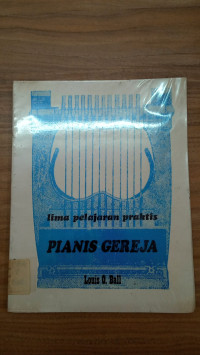 lima pelajaran praktis
PIANIS GEREJA
Louis O. Ball